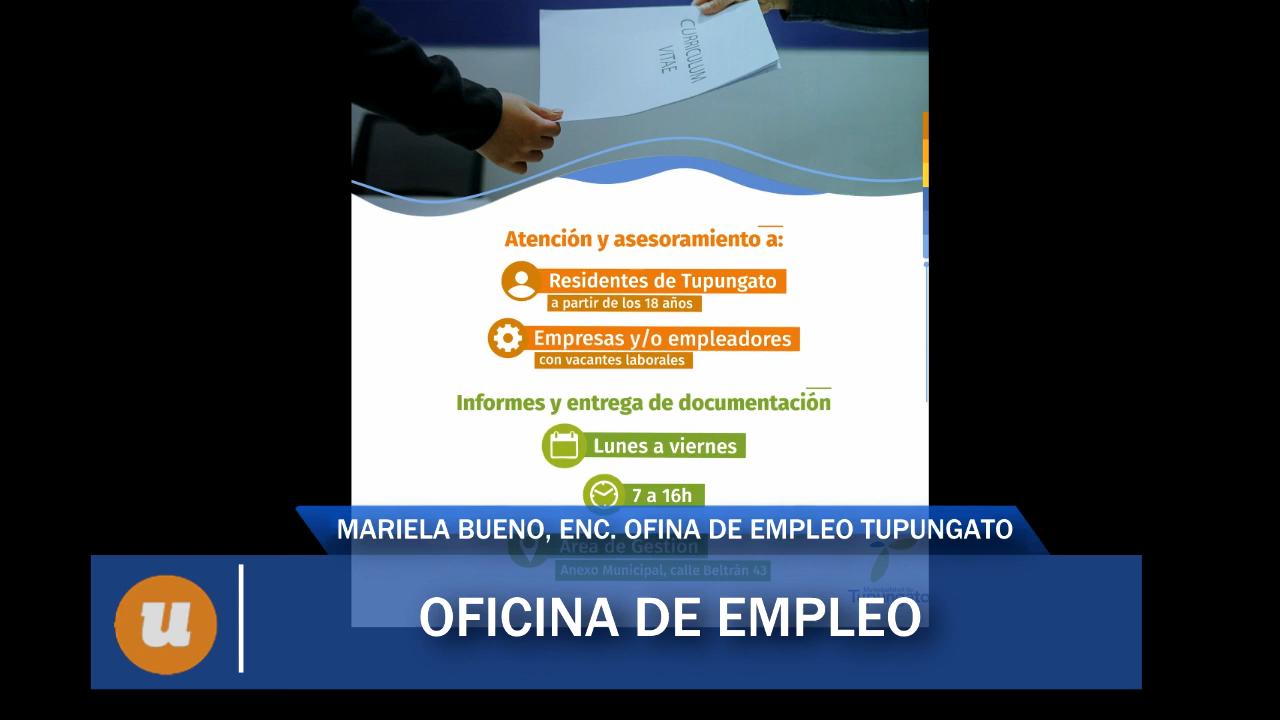 CURRICULUM
VITAE
Atención y asesoramiento a:
Residentes de Tupungato
a partir de los 18 años
Empresas y/o empleadores
con vacantes laborales
Informes y entrega de documentación
Lunes a viernes
7 a 16h
MARIELA BUENO, ENC. OFINA DE EMPLEO TUPUNGATO
Área de Gestión
Anexo Municipal, calle Beltrán 43
Tupungato
u
OFICINA DE EMPLEO